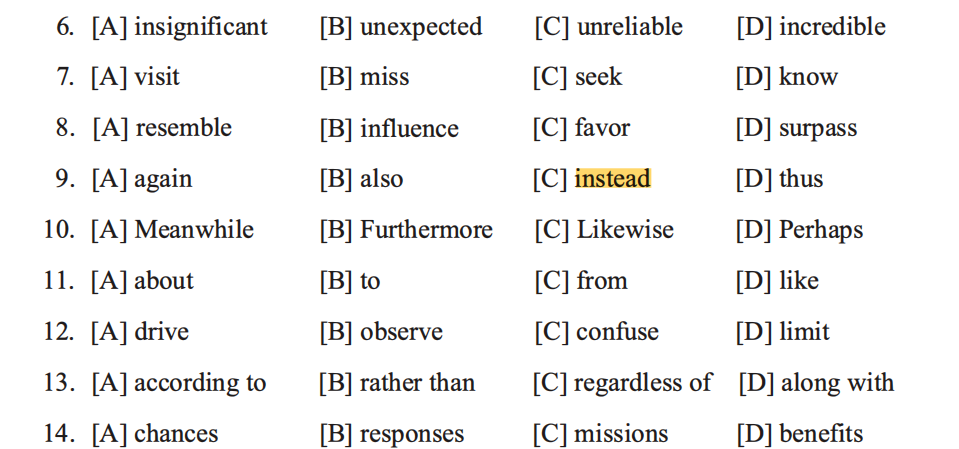 6. [A] insignificant [B] unexpected [C] unreliable [D] incredible
7. [A] visit [B] miss [C] seek [D] know
8. [A] resemble [B] influence [C] favor [D] surpass
9. [A] again [B] also [C] instead [D] thus
10. [A] Meanwhile [B] Furthermore [C] Likewise [D] Perhaps
11. [A] about [B] to [C] from [D] like
12. [A] drive [B] observe [C] confuse [D] limit
13. [A] according to [B] rather than [C] regardless of [D] along with
14. [A] chances [B] responses [C] missions [D] benefits